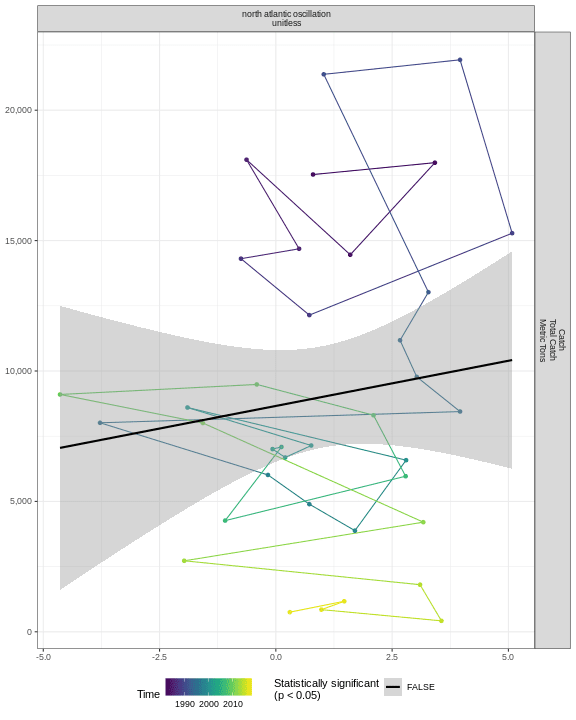 north atlantic oscillation
unitless
20,000
15,000
10,000
5,000
0
Catch
Total Catch
Metric Tons
-5.0
-2.5
0.0
2.5
5.0
Time
1990 2000 2010
Statistically significant
(p < 0.05)
FALSE